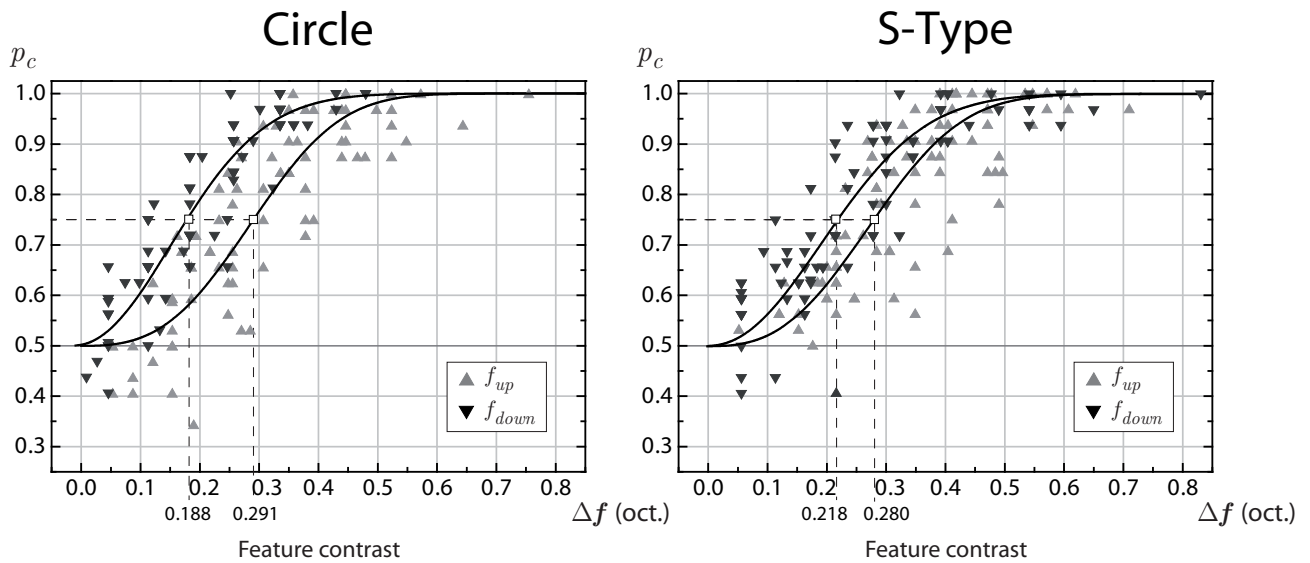 Circle
p_c
1.0
0.9
0.8
0.7
0.6
0.5
0.4
0.3
f_up
f_down
0.0 0.1 0.2 0.3 0.4 0.5 0.6 0.7 0.8
0.188 0.291 Δf (oct.)
Feature contrast
S-Type
p_c
1.0
0.9
0.8
0.7
0.6
0.5
0.4
0.3
f_up
f_down
0.0 0.1 0.2 0.3 0.4 0.5 0.6 0.7 0.8
0.218 0.280 Δf (oct.)
Feature contrast